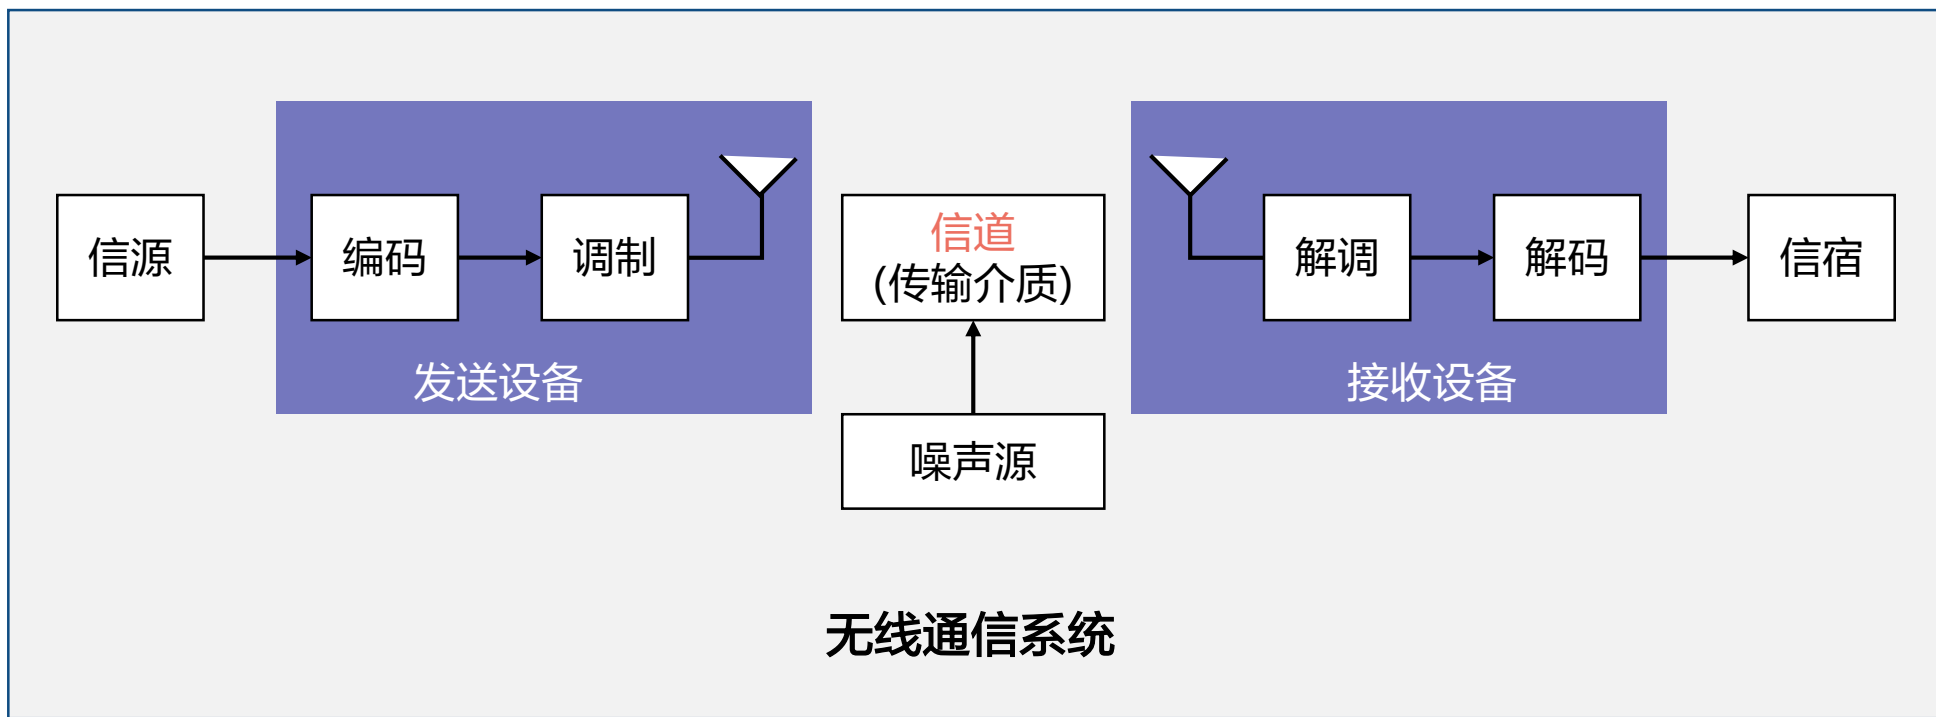 信源
编码
调制
发送设备
信道
(传输介质)
噪声源
解调
解码
接收设备
信宿
无线通信系统